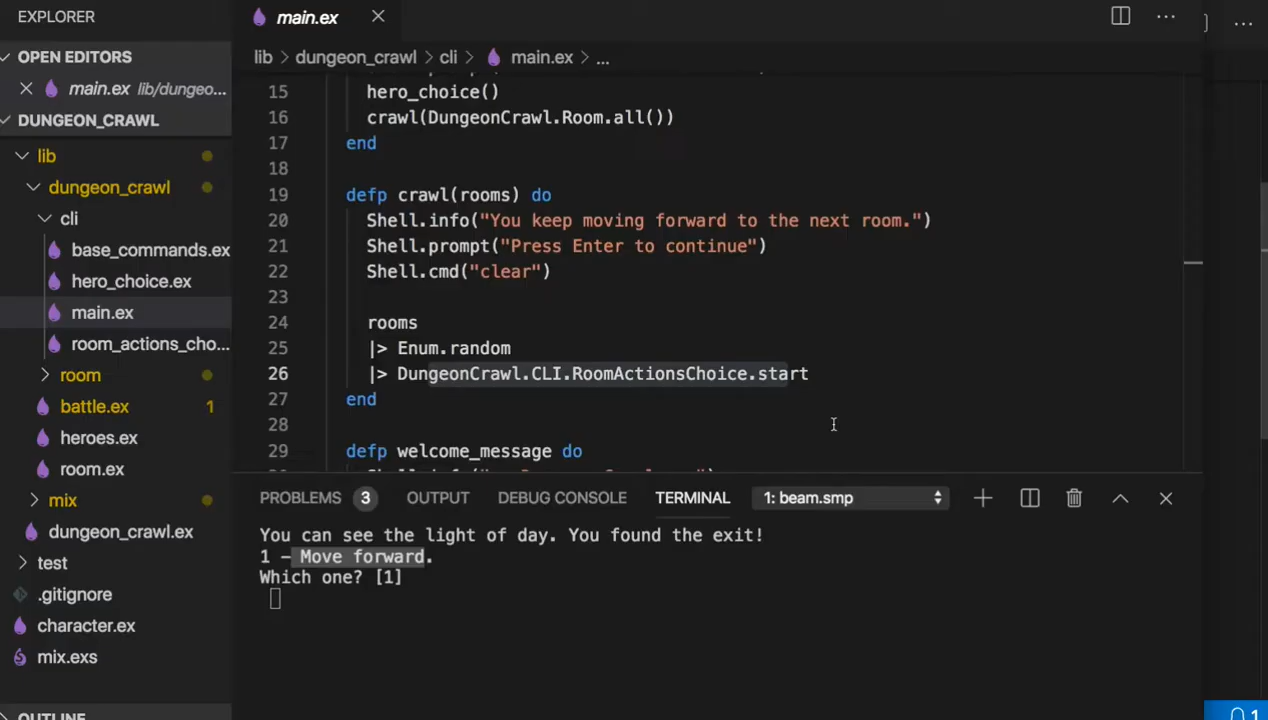 EXPLORER
OPEN EDITORS
main.ex lib/dungeo...
DUNGEON_CRAWL
lib
dungeon_crawl
cli
base_commands.ex
hero_choice.ex
main.ex
room_actions_cho...
room
battle.ex 1
heroes.ex
room.ex
mix
dungeon_crawl.ex
test
.gitignore
character.ex
mix.exs
OUTLINE
main.ex
lib > dungeon_crawl > cli > main.ex > ...
15 hero_choice()
16 crawl(DungeonCrawl.Room.all())
17 end
18
19 defp crawl(rooms) do
20 Shell.info("You keep moving forward to the next room.")
21 Shell.prompt("Press Enter to continue")
22 Shell.cmd("clear")
23
24 rooms
25 |> Enum.random
26 |> DungeonCrawl.CLI.RoomActionsChoice.start
27 end
28
29 defp welcome_message do
PROBLEMS 3 OUTPUT DEBUG CONSOLE TERMINAL 1: beam.smp
You can see the light of day. You found the exit!
1 - Move forward.
Which one? [1]
1